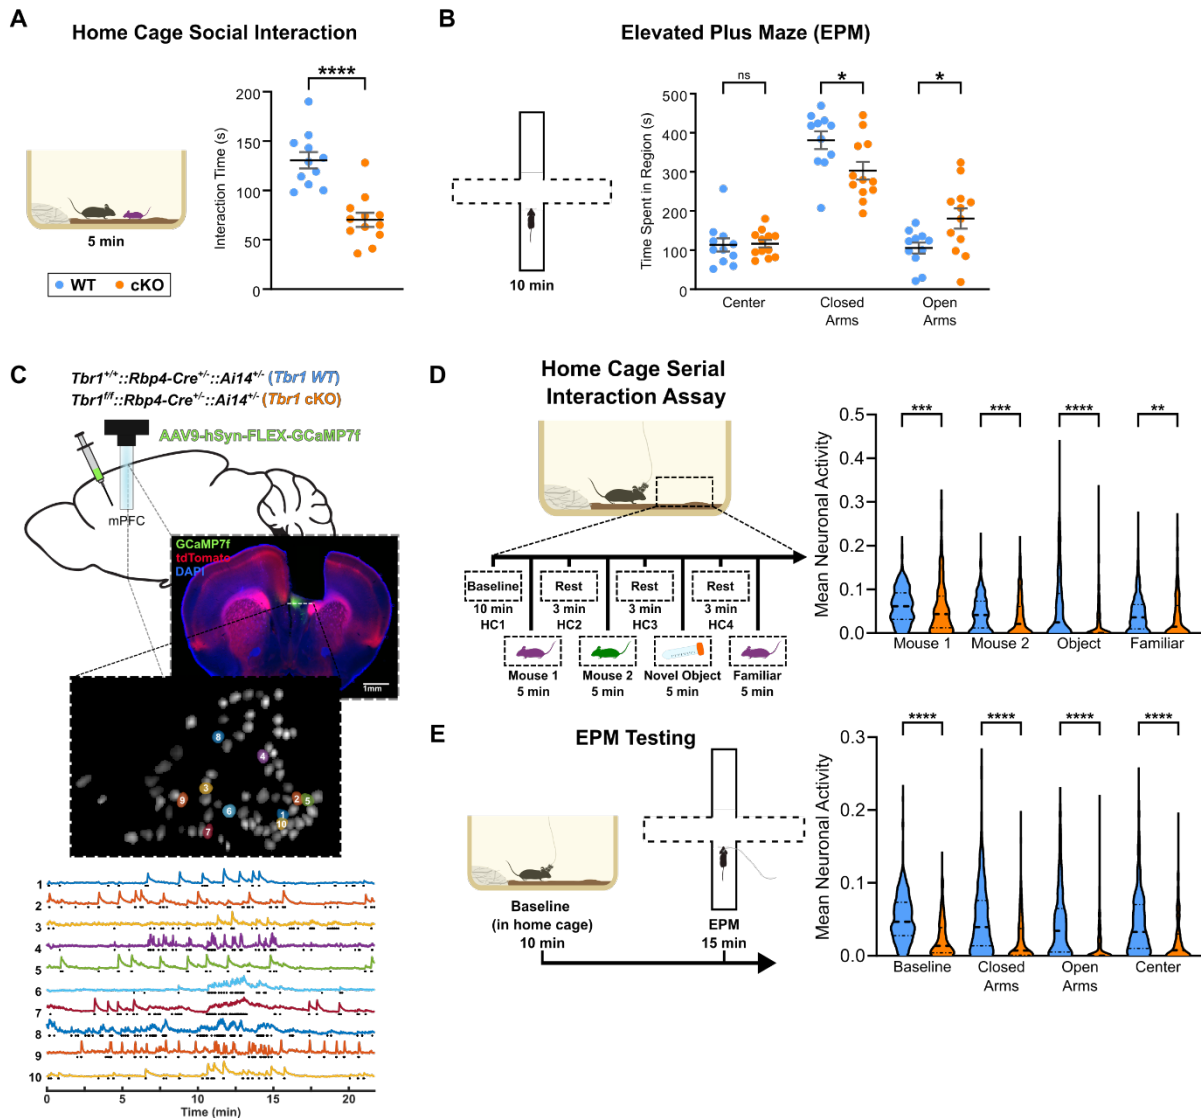 A
Home Cage Social Interaction
5 min
WT cKO
****
Interaction Time (s)
200
150
100
50
0
B
Elevated Plus Maze (EPM)
10 min
ns
*
*
Time Spent in Region (s)
500
400
300
200
100
0
Center
Closed
Arms
Open
Arms
C
Tbr1+/+::Rbp4-Cre+/-::Ai14+/- (Tbr1 WT)
Tbr1f/f::Rbp4-Cre+/-::Ai14+/- (Tbr1 cKO)
AAV9-hSyn-FLEX-GCaMP7f
mPFC
GCaMP7f
tdTomato
DAPI
1mm
8
4
3
9
2
5
6
1
7
10
1
2
3
4
5
6
7
8
9
10
0 5 10 15 20
Time (min)
D
Home Cage Serial
Interaction Assay
Baseline Rest Rest Rest
10 min 3 min 3 min 3 min
HC1 HC2 HC3 HC4
Mouse 1 Mouse 2 Novel Object Familiar
5 min 5 min 5 min 5 min
***
***
****
**
Mean Neuronal Activity
0.5
0.4
0.3
0.2
0.1
0.0
Mouse 1 Mouse 2 Object Familiar
E
EPM Testing
Baseline
(in home cage)
10 min
EPM
15 min
****
****
****
****
Mean Neuronal Activity
0.3
0.2
0.1
0.0
Baseline
Closed
Arms
Open
Arms
Center